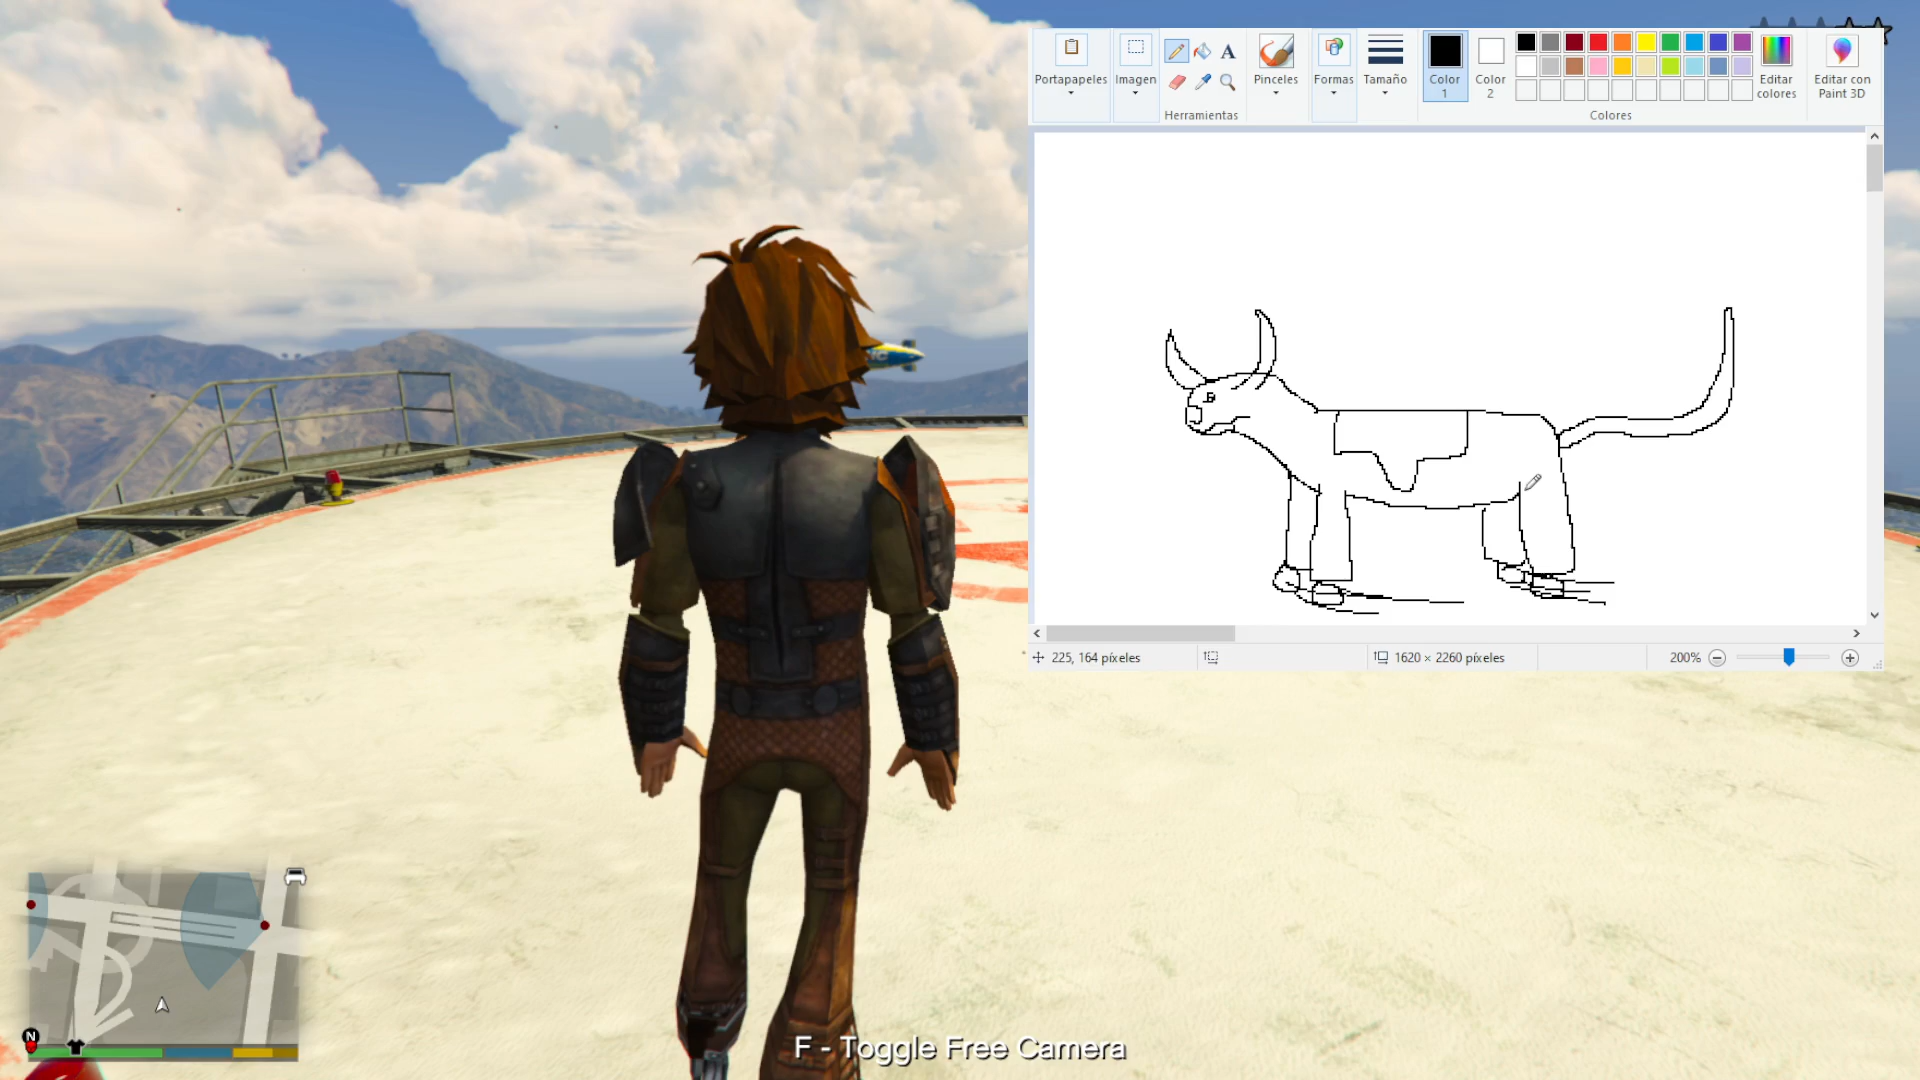 Portapapeles
Imagen
A
Herramientas
Pinceles
Formas
Tamaño
Color
1
Color
2
Editar
colores
Colores
Editar con
Paint 3D
225, 164 píxeles
1620 × 2260 píxeles
200%
N
F - Toggle Free Camera